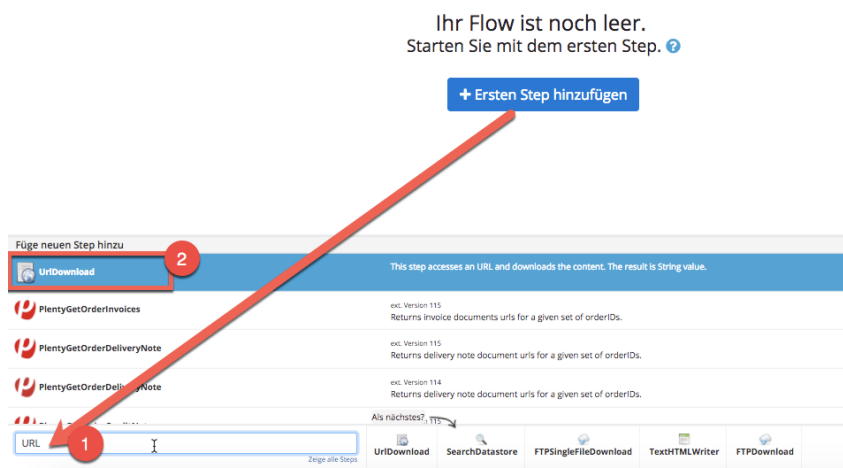 Ihr Flow ist noch leer.
Starten Sie mit dem ersten Step. ?
+ Ersten Step hinzufügen
Füge neuen Step hinzu
2
UrlDownload
This step accesses an URL and downloads the content. The result is String value.
PlentyGetOrderInvoices
ext. Version 115
Returns invoice documents urls for a given set of orderIDs.
PlentyGetOrderDeliveryNote
ext. Version 115
Returns delivery note document urls for a given set of orderIDs.
ext. Version 114
Returns delivery note document urls for a given set of orderIDs.
Als nächstes?
115
URL
1
Zeige alle Steps
UrlDownload
SearchDatastore
FTPSingleFileDownload
TextHTMLWriter
FTPDownload